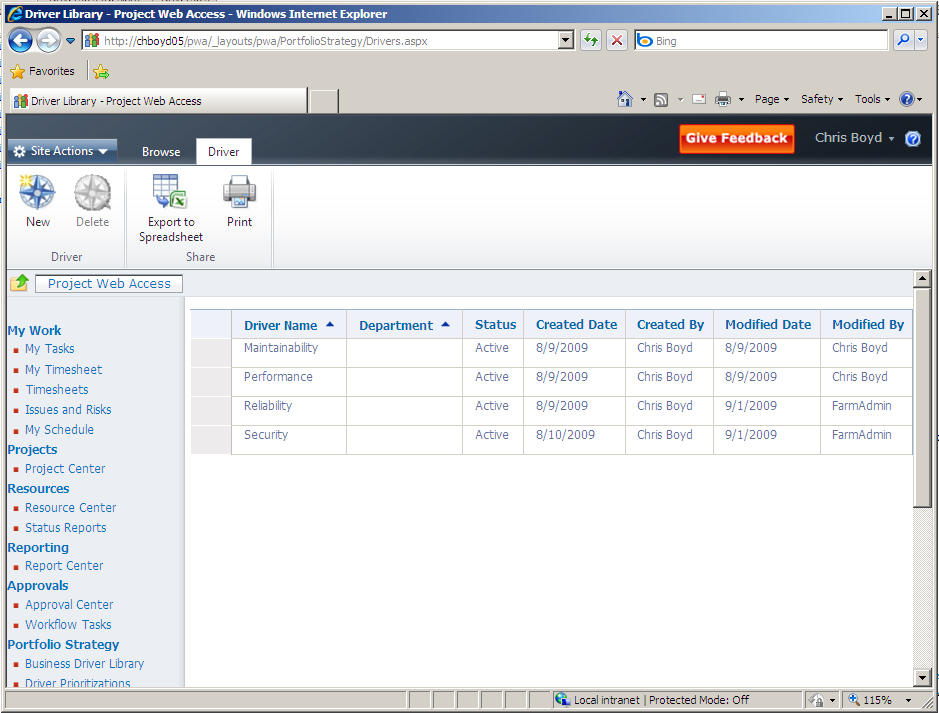 Driver Library - Project Web Access - Windows Internet Explorer
http://chboyd05/pwa/_layouts/pwa/PortfolioStrategy/Drivers.aspx
Bing
Favorites
Driver Library - Project Web Access
Page
Safety
Tools
Site Actions
Browse
Driver
Give Feedback
Chris Boyd
New
Delete
Export to
Spreadsheet
Print
Driver
Share
Project Web Access
My Work
My Tasks
My Timesheet
Timesheets
Issues and Risks
My Schedule
Projects
Project Center
Resources
Resource Center
Status Reports
Reporting
Report Center
Approvals
Approval Center
Workflow Tasks
Portfolio Strategy
Business Driver Library
Driver Prioritizations
Driver Name Department Status Created Date Created By Modified Date Modified By
Maintainability Active 8/9/2009 Chris Boyd 8/9/2009 Chris Boyd
Performance Active 8/9/2009 Chris Boyd 8/9/2009 Chris Boyd
Reliability Active 8/9/2009 Chris Boyd 9/1/2009 FarmAdmin
Security Active 8/10/2009 Chris Boyd 9/1/2009 FarmAdmin
Local intranet | Protected Mode: Off
115%